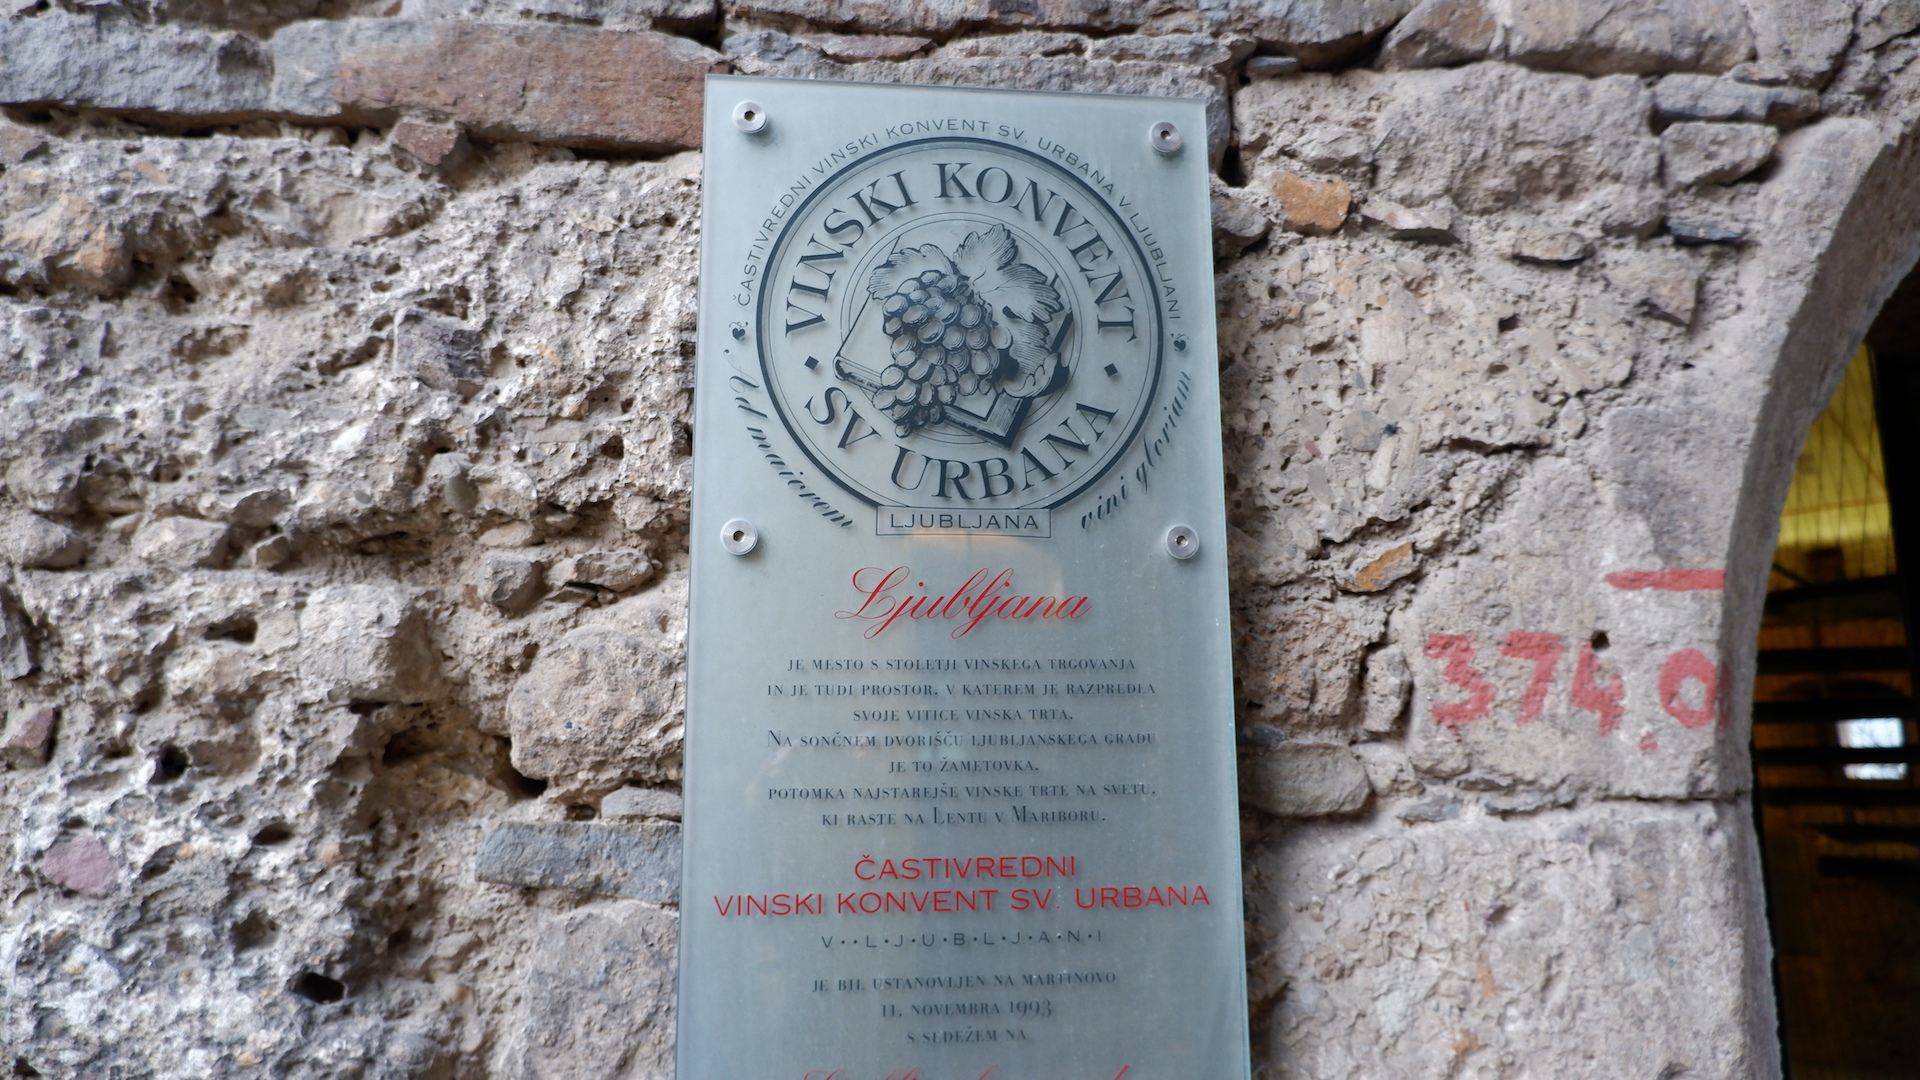 ČASTIVREDNI VINSKI KONVENT SV. URBANA V LJUBLJANI
VINSKI KONVENT
SV URBANA
Ad maiorem
vini gloriam
LJUBLJANA
Ljubljana
JE MESTO S STOLETJI VINSKEGA TRGOVANJA
IN JE TUDI PROSTOR, V KATEREM JE RAZPREDLA
SVOJE VITICE VINSKA TRTA.
NA SONČNEM DVORIŠČU LJUBLJANSKEGA GRADU
JE TO ŽAMETOVKA,
POTOMKA NAJSTAREJŠE VINSKE TRTE NA SVETU,
KI RASTE NA LENTU V MARIBORU.
ČASTIVREDNI
VINSKI KONVENT SV. URBANA
V··L·J·U·B·L·J·A·N·I
JE BIL USTANOVLJEN NA MARTINOVO
11. NOVEMBRA 1993
S SEDEŽEM NA
374.0